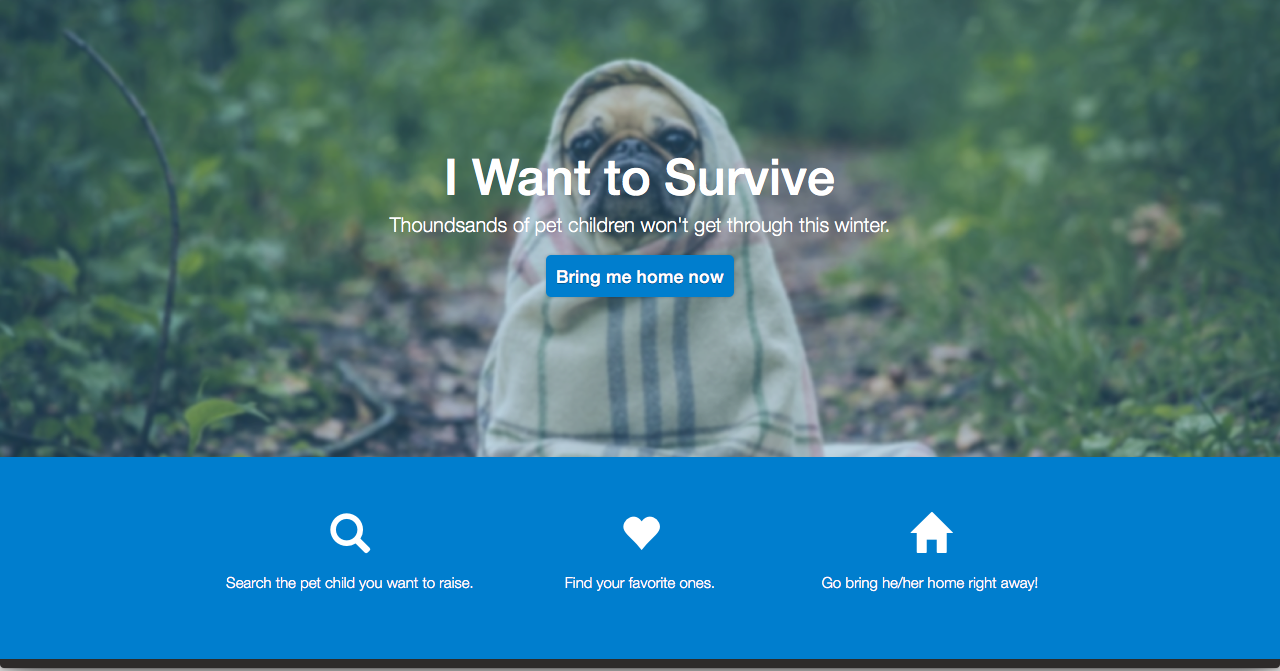 I Want to Survive
Thoundsands of pet children won't get through this winter.
Bring me home now
Search the pet child you want to raise.
Find your favorite ones.
Go bring he/her home right away!